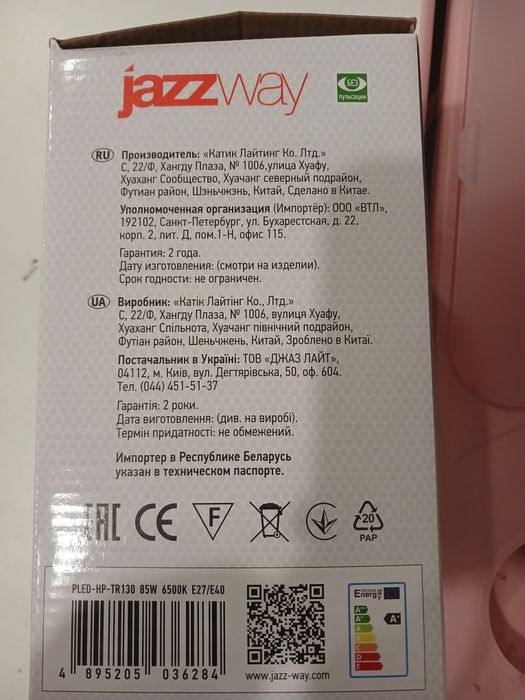 jazzway
БЕЗ
пульсации
RU Производитель: «Катик Лайтинг Ко. Лтд.»
С, 22/Ф, Хангду Плаза, № 1006,улица Хуафу,
Хуаханг Сообщество, Хуачанг северный подрайон,
Футиан район, Шэньчжэнь, Китай, Сделано в Китае.
Уполномоченная организация (Импортёр): ООО «ВТЛ»,
192102, Санкт-Петербург, ул. Бухарестская, д. 22,
корп. 2, лит. Д, пом.1-Н, офис 115.
Гарантия: 2 года.
Дату изготовления: (смотри на изделии).
Срок годности: не ограничен.
UA Виробник: «Катік Лайтінг Ко., Лтд.»
С, 22/Ф, Хангду Плаза, № 1006, вулиця Хуафу,
Хуаханг Спільнота, Хуачанг північний подрайон,
Футіан район, Шеньчжень, Китай, Зроблено в Китаї.
Постачальник в Україні: ТОВ «ДЖАЗ ЛАЙТ»,
04112, м. Київ, вул. Дегтярівська, 50, оф. 604.
Тел. (044) 451-51-37
Гарантія: 2 роки.
Дата виготовлення: (див. на виробі).
Термін придатності: не обмежений.
Импортер в Республике Беларусь
указан в техническом паспорте.
EAC CE F 20
PAP
PLED-HP-TR130 85W 6500K E27/E40
4 895205 036284
www.jazz-way.com
Energy
A++
A+
A
B
C
D
E
A+